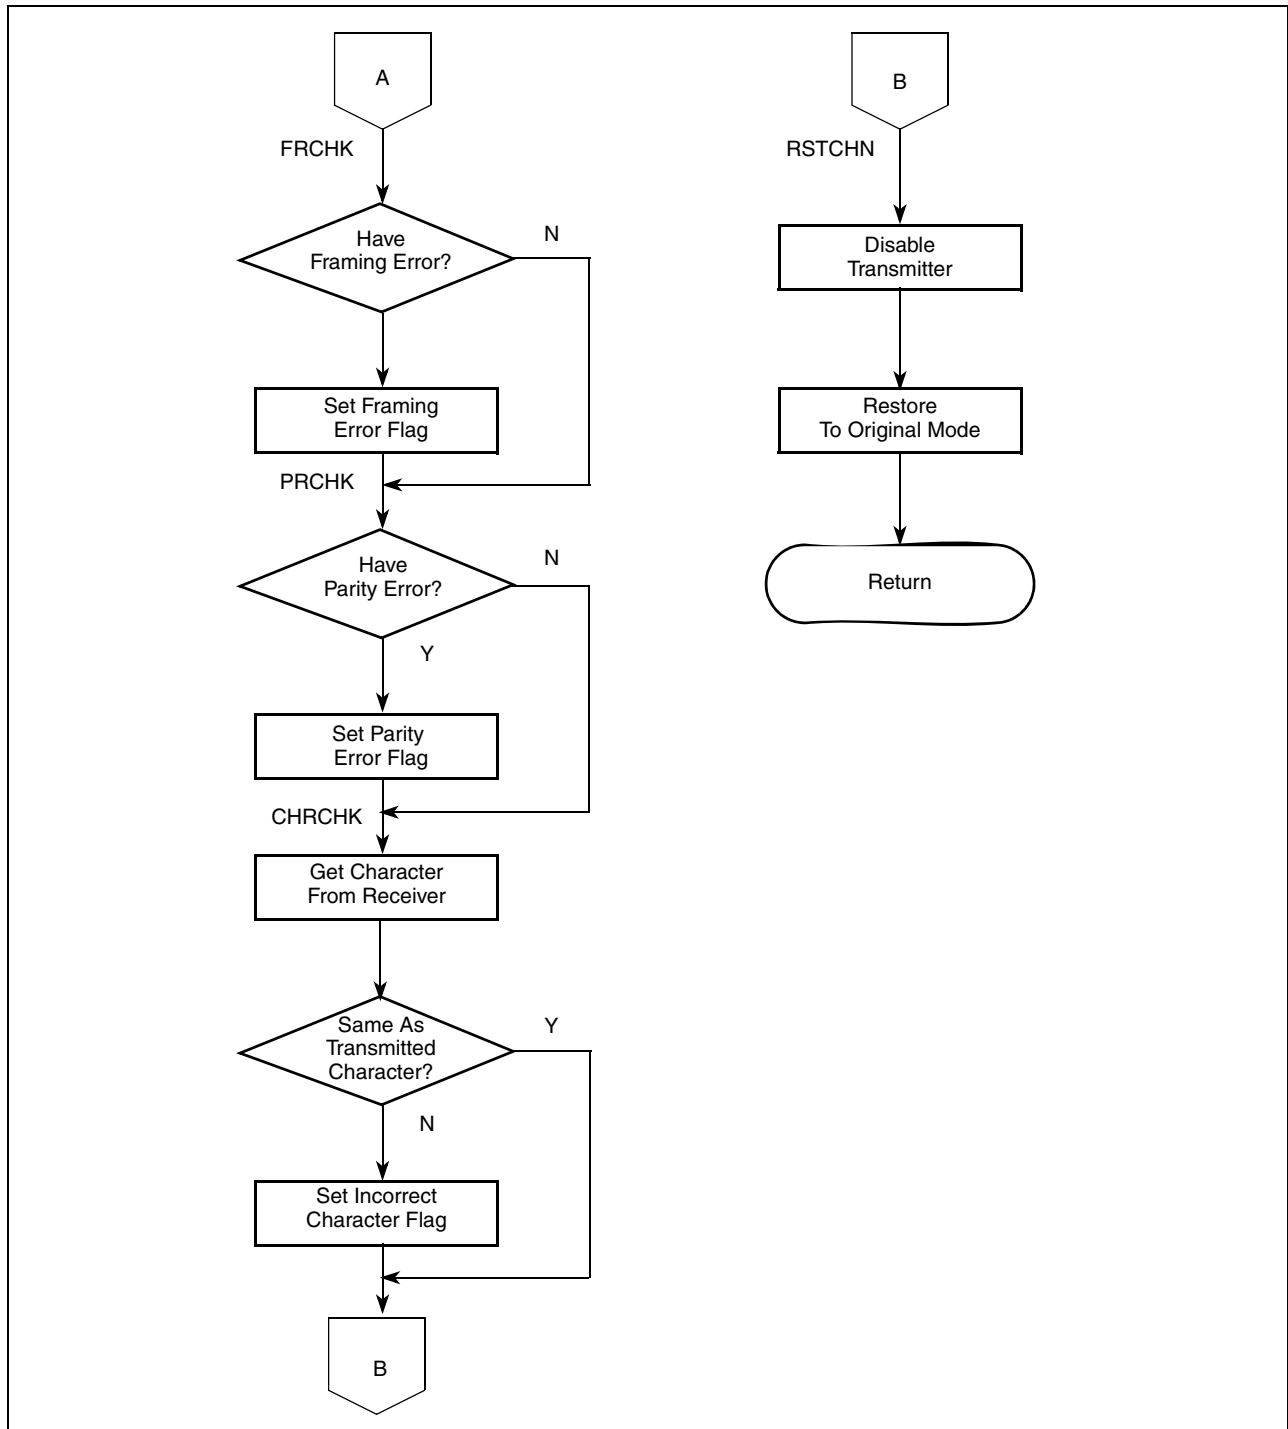 A
FRCHK
Have
Framing Error?
N
Set Framing
Error Flag
PRCHK
Have
Parity Error?
N
Y
Set Parity
Error Flag
CHRCHK
Get Character
From Receiver
Same As
Transmitted
Character?
Y
N
Set Incorrect
Character Flag
B
B
RSTCHN
Disable
Transmitter
Restore
To Original Mode
Return